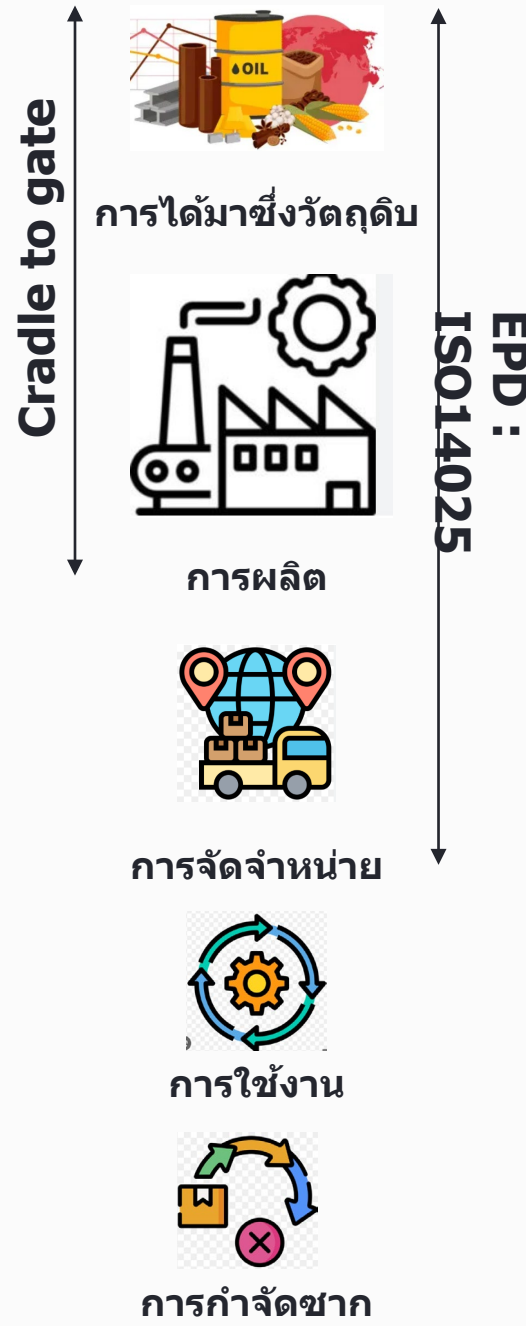 OIL
Cradle to gate
การได้มาซึ่งวัตถุดิบ
EPD :
ISO14025
การผลิต
การจัดจำหน่าย
การใช้งาน
การกำจัดซาก